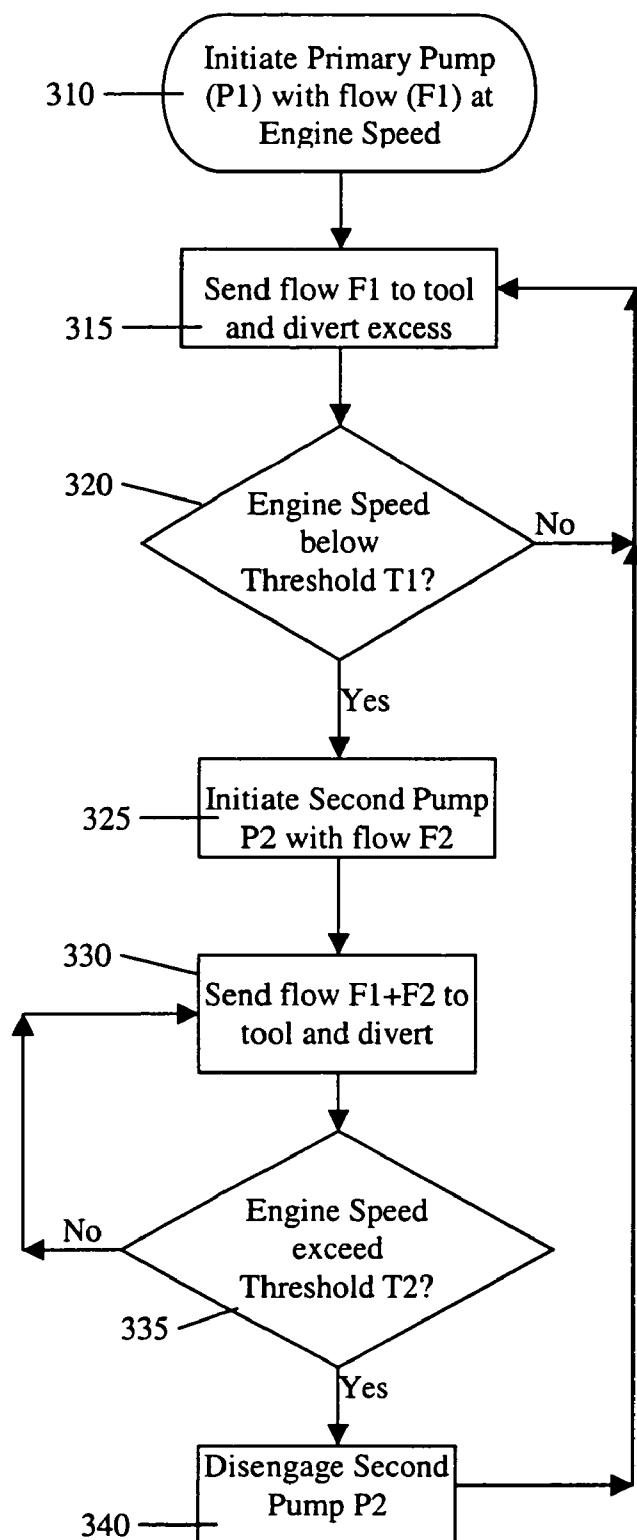 310
Initiate Primary Pump
(P1) with flow (F1) at
Engine Speed
315
Send flow F1 to tool
and divert excess
320
Engine Speed
below
Threshold T1?
No
Yes
325
Initiate Second Pump
P2 with flow F2
330
Send flow F1+F2 to
tool and divert
No
Engine Speed
exceed
Threshold T2?
335
Yes
Disengage Second
Pump P2
340